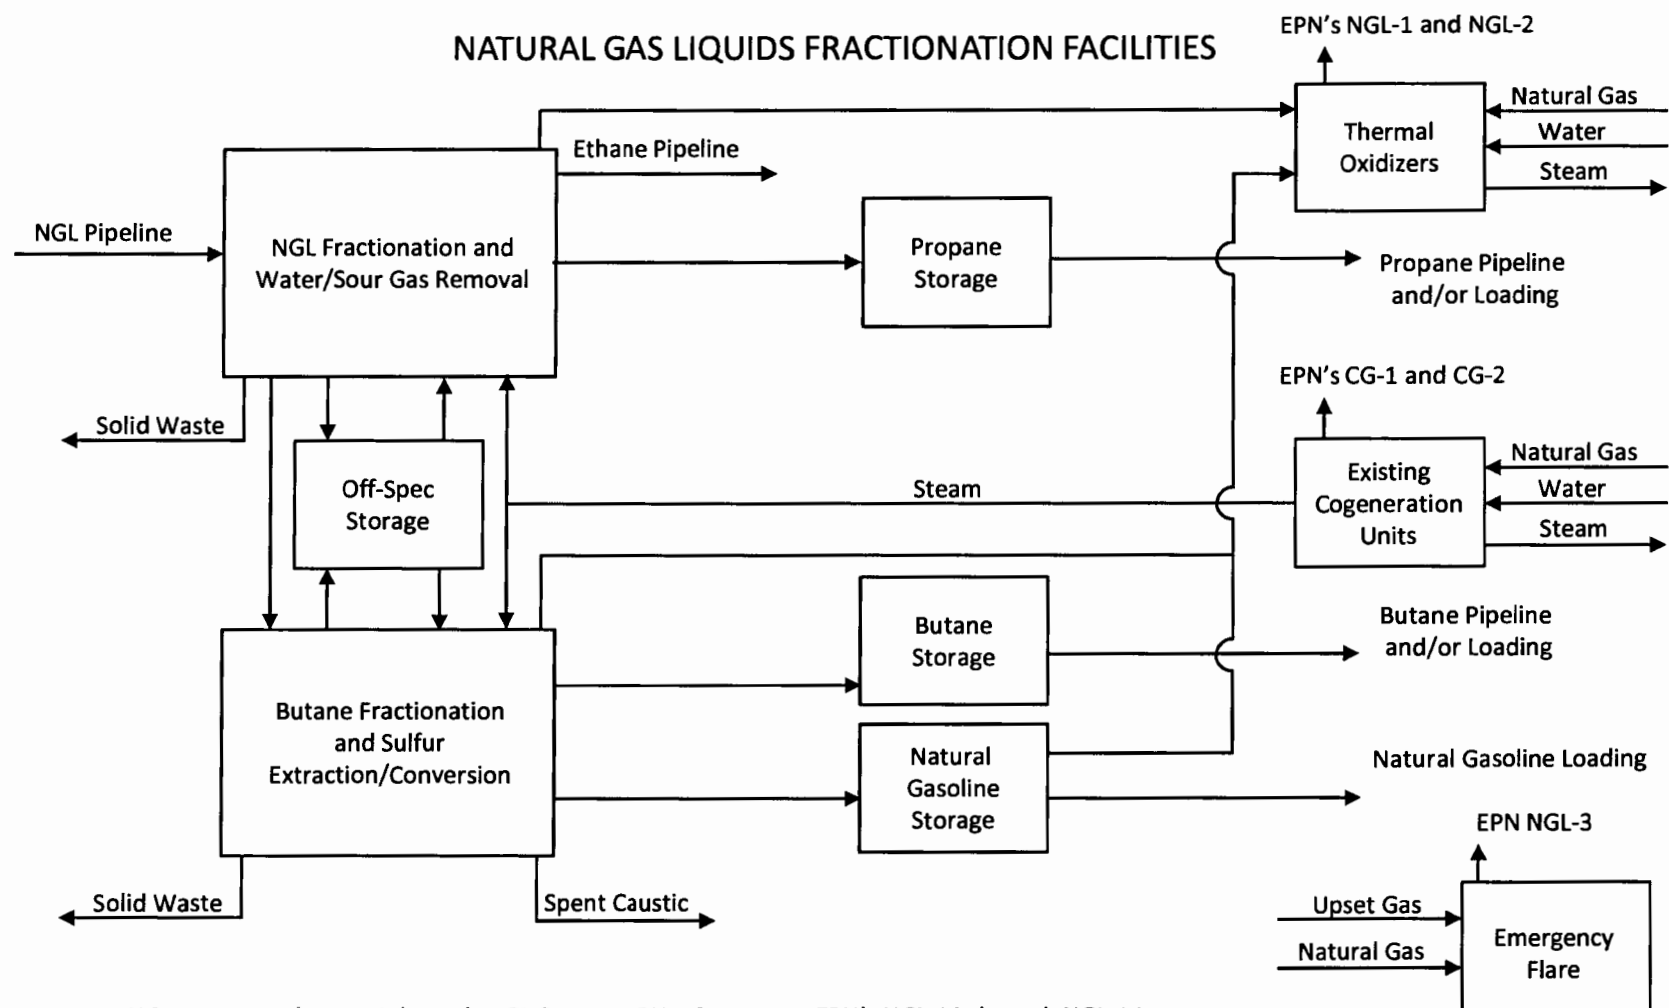 NATURAL GAS LIQUIDS FRACTIONATION FACILITIES
EPN's NGL-1 and NGL-2
Natural Gas
Water
Steam
Thermal
Oxidizers
Ethane Pipeline
NGL Pipeline
NGL Fractionation and
Water/Sour Gas Removal
Propane
Storage
Propane Pipeline
and/or Loading
EPN's CG-1 and CG-2
Solid Waste
Off-Spec
Storage
Steam
Existing
Cogeneration
Units
Natural Gas
Water
Steam
Butane
Storage
Butane Pipeline
and/or Loading
Butane Fractionation
and Sulfur
Extraction/Conversion
Natural
Gasoline
Storage
Natural Gasoline Loading
EPN NGL-3
Solid Waste
Spent Caustic
Upset Gas
Natural Gas
Emergency
Flare